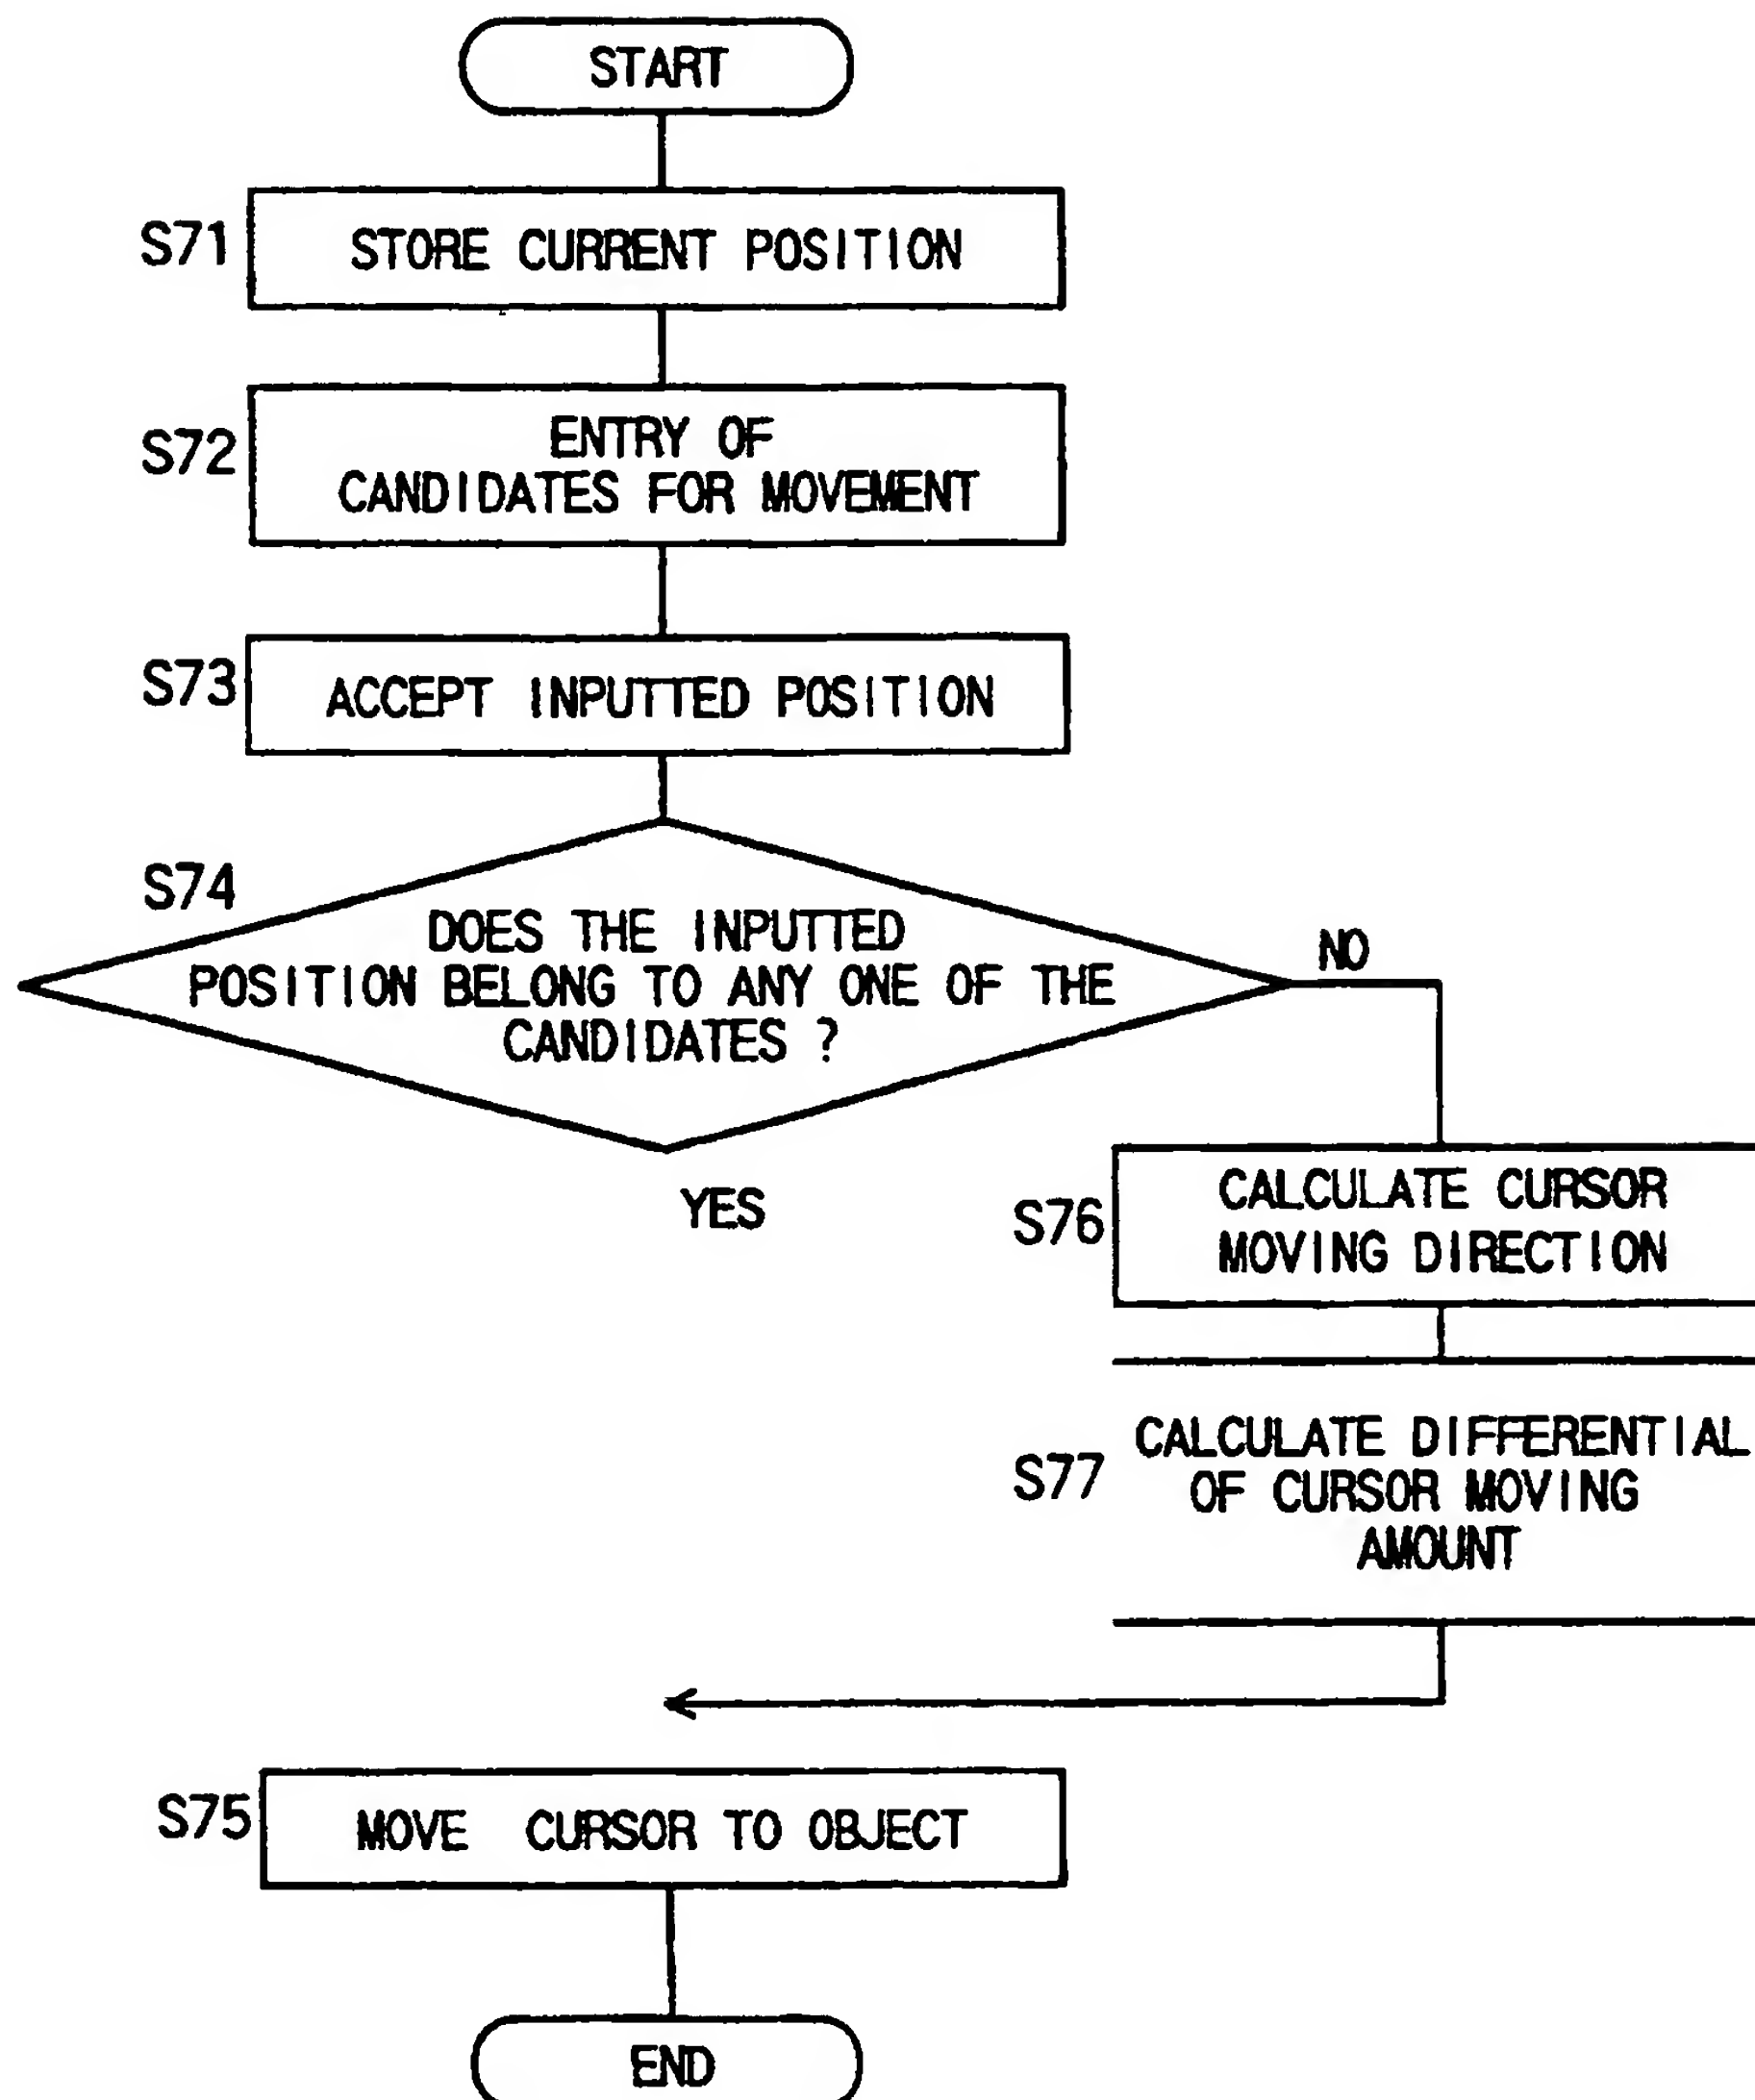 START
S71
STORE CURRENT POSITION
S72
ENTRY OF
CANDIDATES FOR MOVEMENT
S73
ACCEPT INPUTTED POSITION
S74
DOES THE INPUTTED
POSITION BELONG TO ANY ONE OF THE
CANDIDATES ?
NO
YES
S76
CALCULATE CURSOR
MOVING DIRECTION
S77
CALCULATE DIFFERENTIAL
OF CURSOR MOVING
AMOUNT
S75
MOVE CURSOR TO OBJECT
END